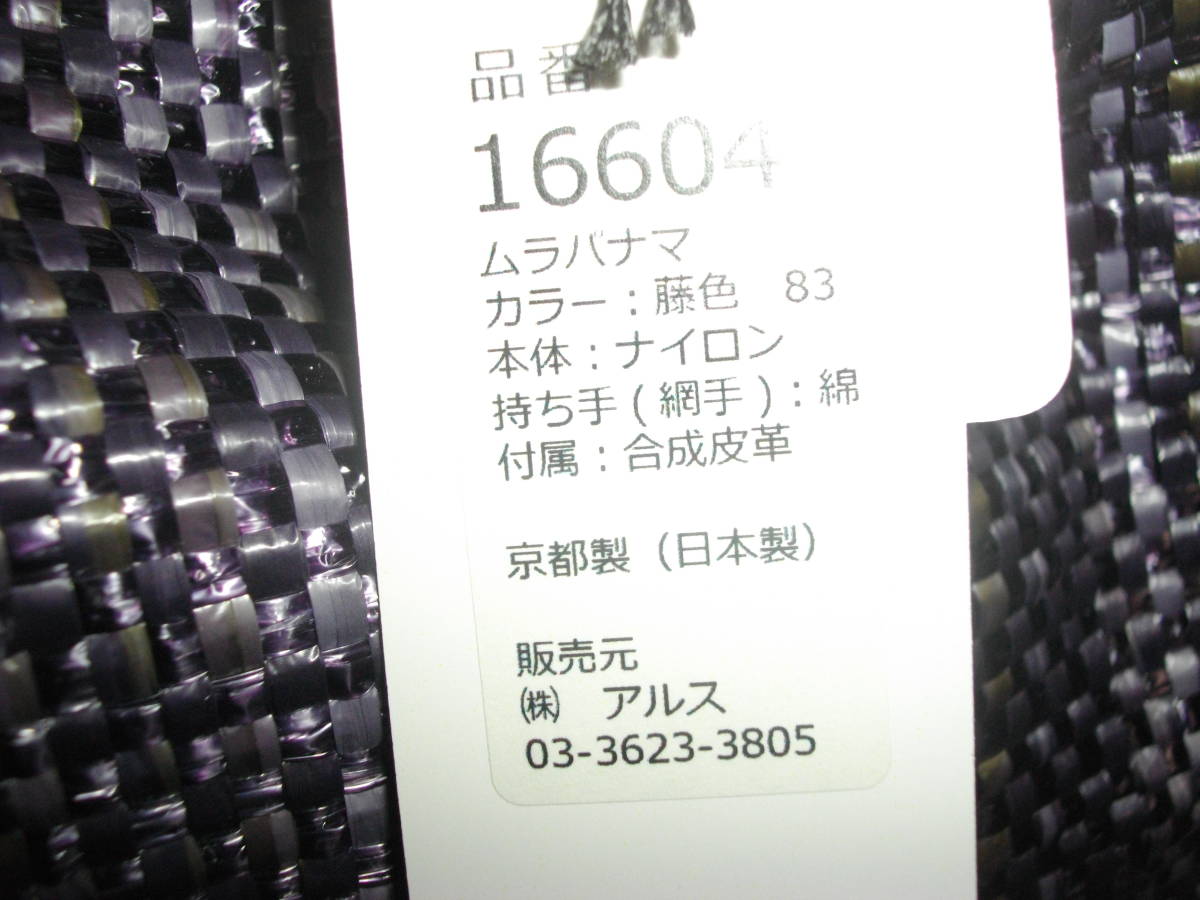 品番
16604
ムラバナマ
カラー：藤色　83
本体：ナイロン
持ち手(網手)：綿
付属：合成皮革
京都製（日本製）
販売元
㈱　アルス
03-3623-3805